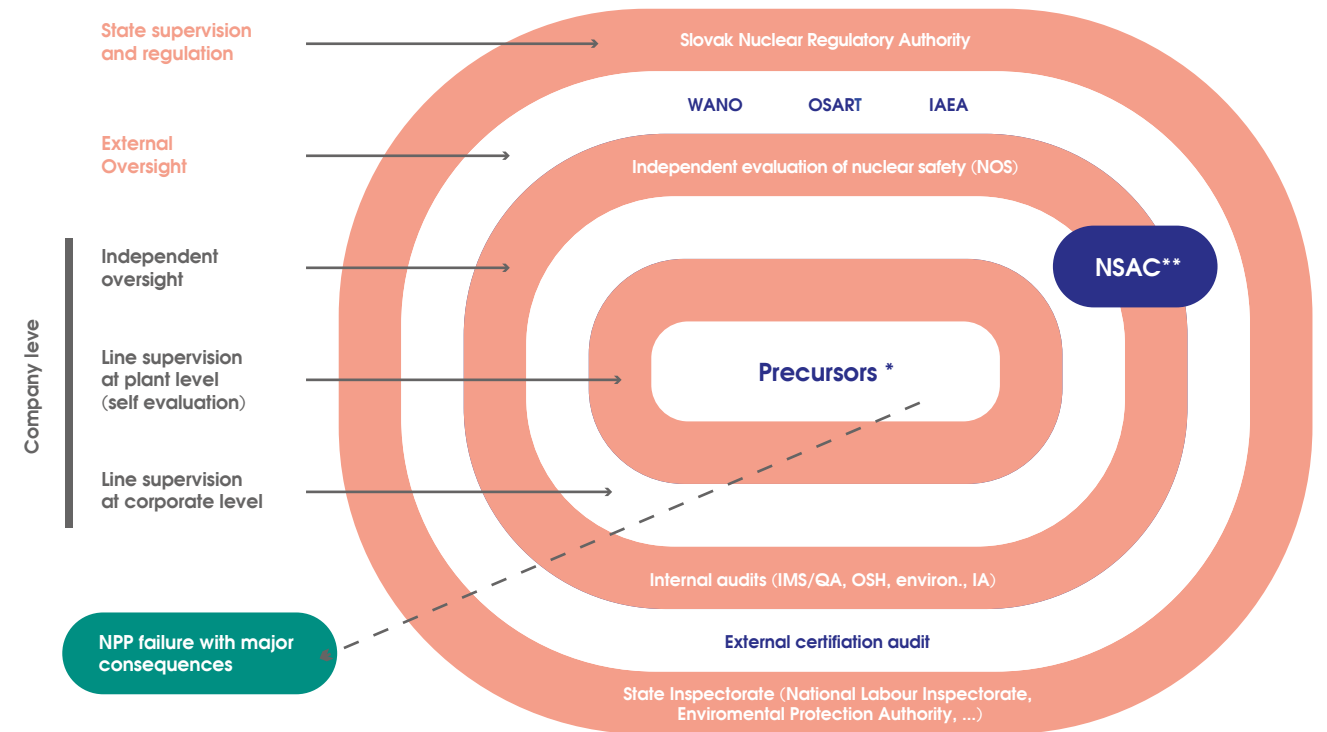 State supervision
and regulation
Slovak Nuclear Regulatory Authority
WANO OSART IAEA
External
Oversight
Independent evaluation of nuclear safety (NOS)
Independent
oversight
NSAC**
Company leve
Line supervision
at plant level
(self evaluation)
Precursors *
Line supervision
at corporate level
Internal audits (IMS/QA, OSH, environ., IA)
NPP failure with major
consequences
External certifiation audit
State Inspectorate (National Labour Inspectorate,
Enviromental Protection Authority, ...)